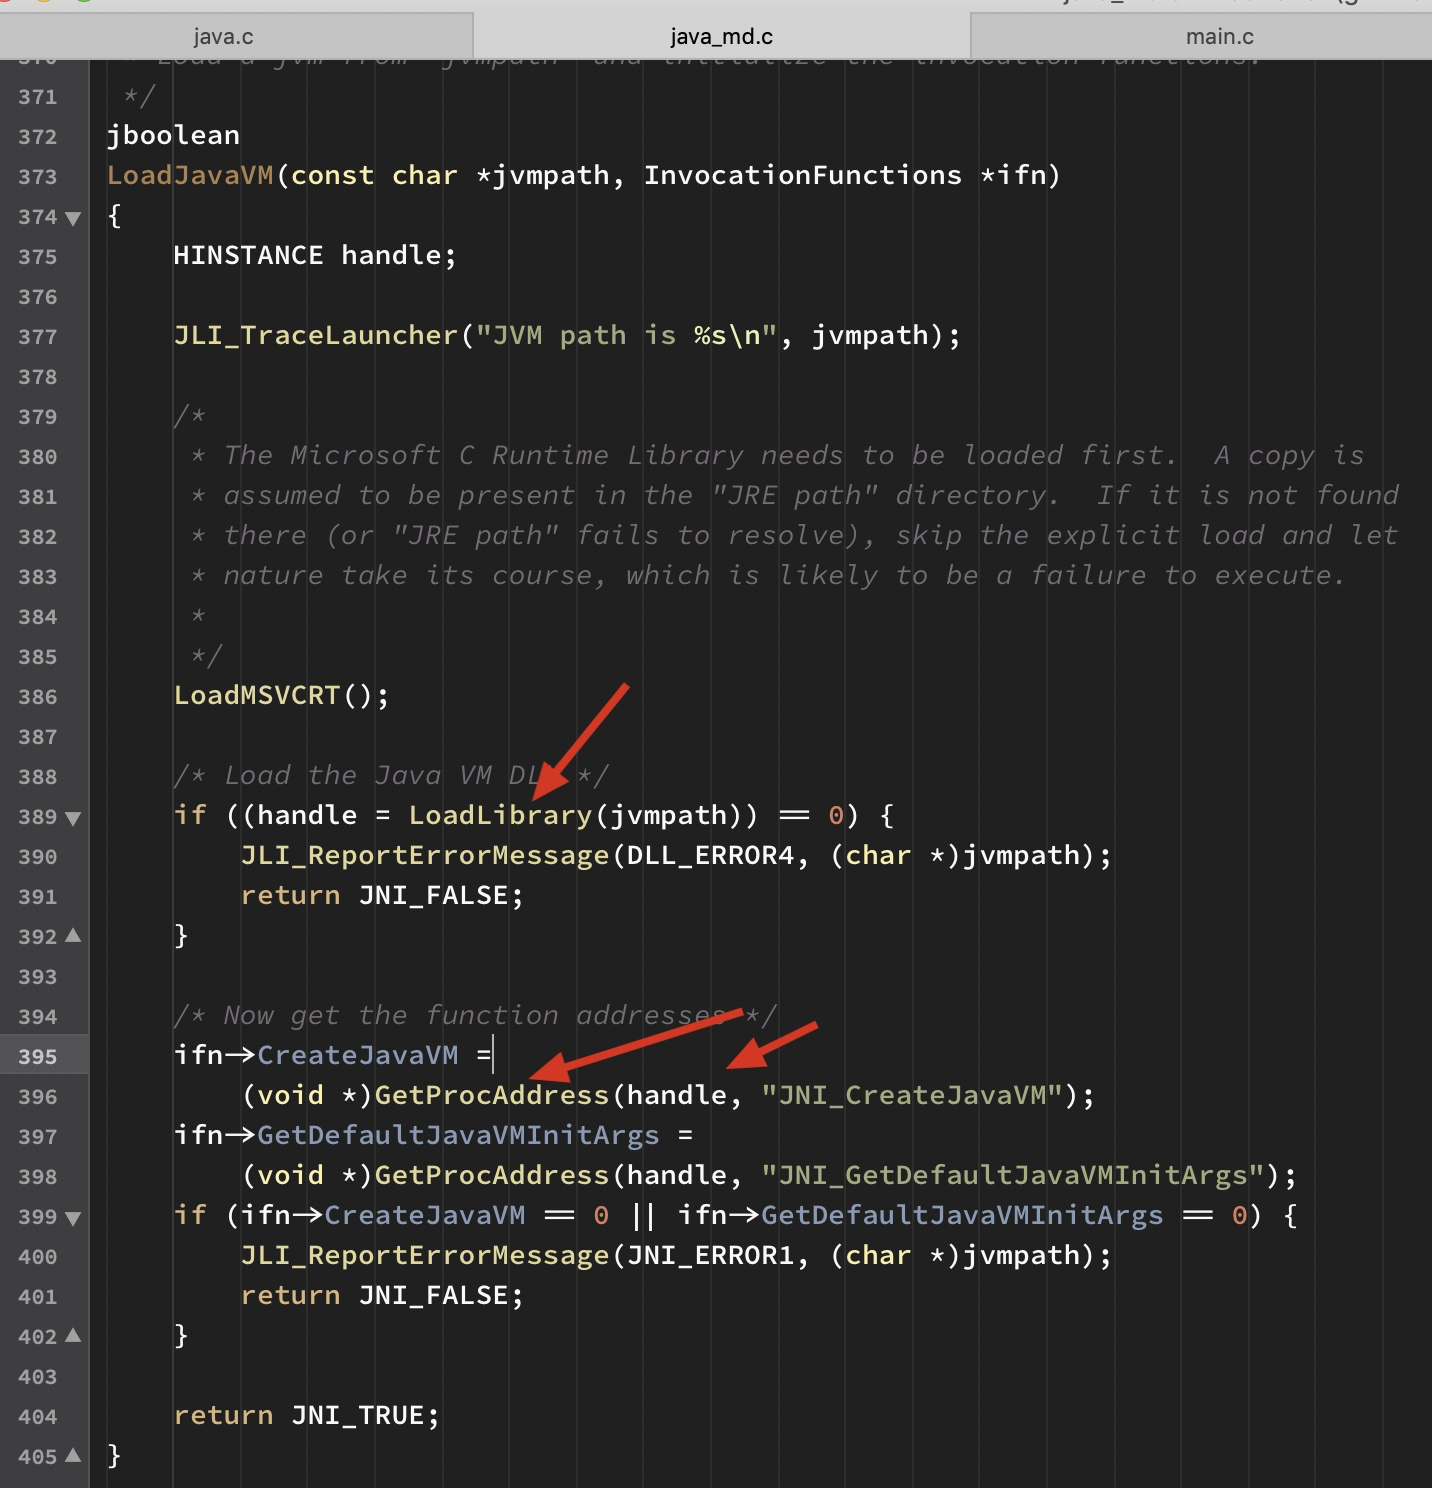 java.c
java_md.c
main.c
371 */
372 jboolean
373 LoadJavaVM(const char *jvmpath, InvocationFunctions *ifn)
374 {
375 HINSTANCE handle;
376
377 JLI_TraceLauncher("JVM path is %s\n", jvmpath);
378
379 /*
380 * The Microsoft C Runtime Library needs to be loaded first.  A copy is
381 * assumed to be present in the "JRE path" directory.  If it is not found
382 * there (or "JRE path" fails to resolve), skip the explicit load and let
383 * nature take its course, which is likely to be a failure to execute.
384 *
385 */
386 LoadMSVCRT();
387
388 /* Load the Java VM */
389 if ((handle = LoadLibrary(jvmpath)) == 0) {
390 JLI_ReportErrorMessage(DLL_ERROR4, (char *)jvmpath);
391 return JNI_FALSE;
392 }
393
394 /* Now get the function addresses */
395 ifn->CreateJavaVM =
396 (void *)GetProcAddress(handle, "JNI_CreateJavaVM");
397 ifn->GetDefaultJavaVMInitArgs =
398 (void *)GetProcAddress(handle, "JNI_GetDefaultJavaVMInitArgs");
399 if (ifn->CreateJavaVM == 0 || ifn->GetDefaultJavaVMInitArgs == 0) {
400 JLI_ReportErrorMessage(JNI_ERROR1, (char *)jvmpath);
401 return JNI_FALSE;
402 }
403
404 return JNI_TRUE;
405 }